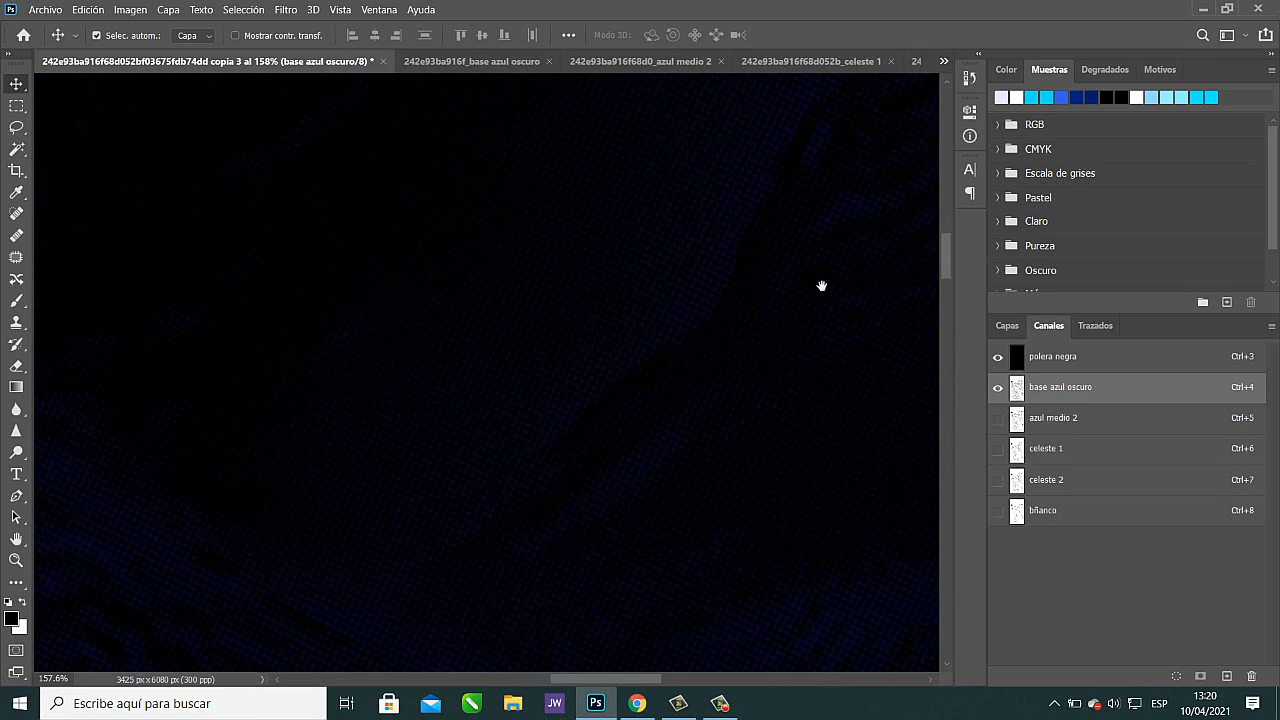 Archivo Edición Imagen Capa Texto Selección Filtro 3D Vista Ventana Ayuda
Selec. autom.: Capa Mostrar contr. transf. Modo 3D:
242e93ba916f68d052bf03675fdb74dd copia 3 al 158% (base azul oscuro/8) * 242e93ba916f_base azul oscuro 242e93ba916f68d0_azul medio 2 242e93ba916f68d052b_celeste 1 24
Color Muestras Degradados Motivos
RGB
CMYK
Escala de grises
Pastel
Claro
Pureza
Oscuro
Capas Canales Trazados
polera negra Ctrl+3
base azul oscuro Ctrl+4
azul medio 2 Ctrl+5
celeste 1 Ctrl+6
celeste 2 Ctrl+7
bñanco Ctrl+8
157.6% 3425 px x 6080 px (300 ppp)
Escribe aquí para buscar
JW
Ps
ESP
13:20
10/04/2021